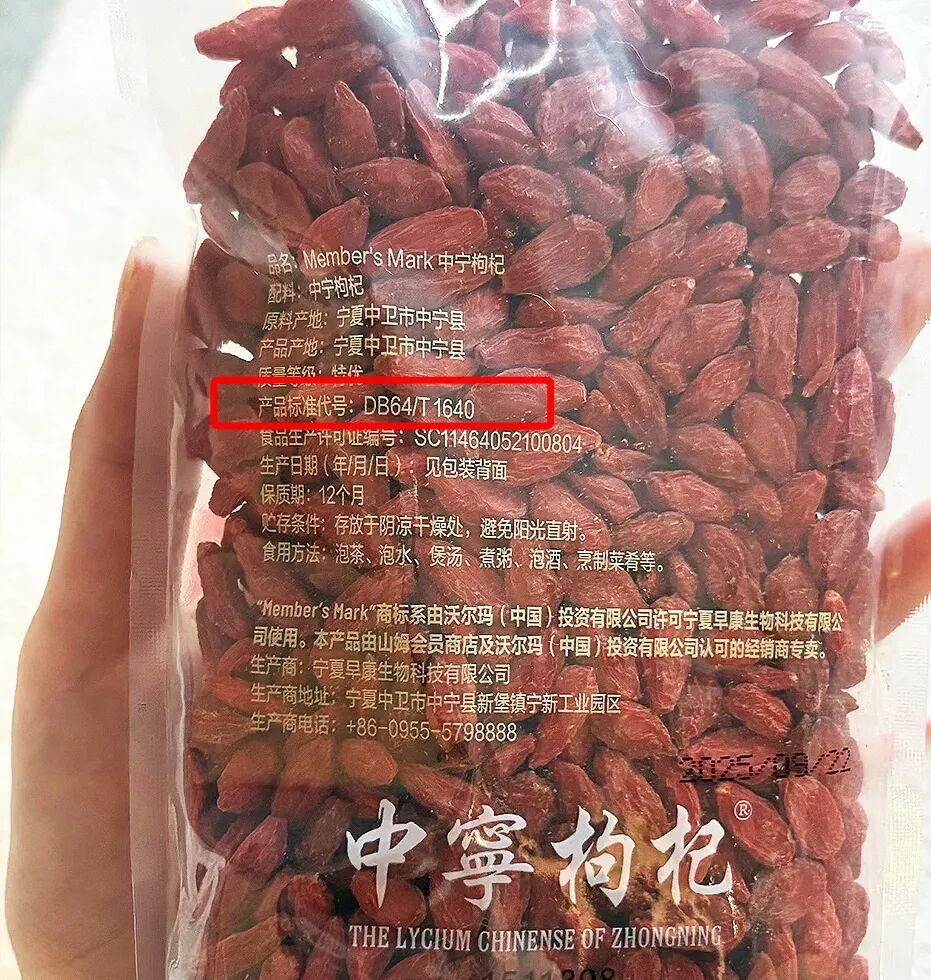 品名：Member's Mark 中宁枸杞
配料：中宁枸杞
原料产地：宁夏中卫市中宁县
产品产地：宁夏中卫市中宁县
质量等级：特优
产品标准代号：DB64/T 1640
食品生产许可证编号：SC11464052100804
生产日期（年/月/日）：见包装背面
保质期：12个月
贮存条件：存放于阴凉干燥处，避免阳光直射。
食用方法：泡茶、泡水、煲汤、煮粥、泡酒、烹制菜肴等。
"Member's Mark"商标系由沃尔玛（中国）投资有限公司许可宁夏早康生物科技有限公
司使用。本产品由山姆会员商店及沃尔玛（中国）投资有限公司认可的经销商专卖。
生产商：宁夏早康生物科技有限公司
生产商地址：宁夏中卫市中宁县新堡镇宁新工业园区
生产商电话：+86-0955-5798888
2025/09/22
中寧枸杞®
THE LYCIUM CHINENSE OF ZHONGNING